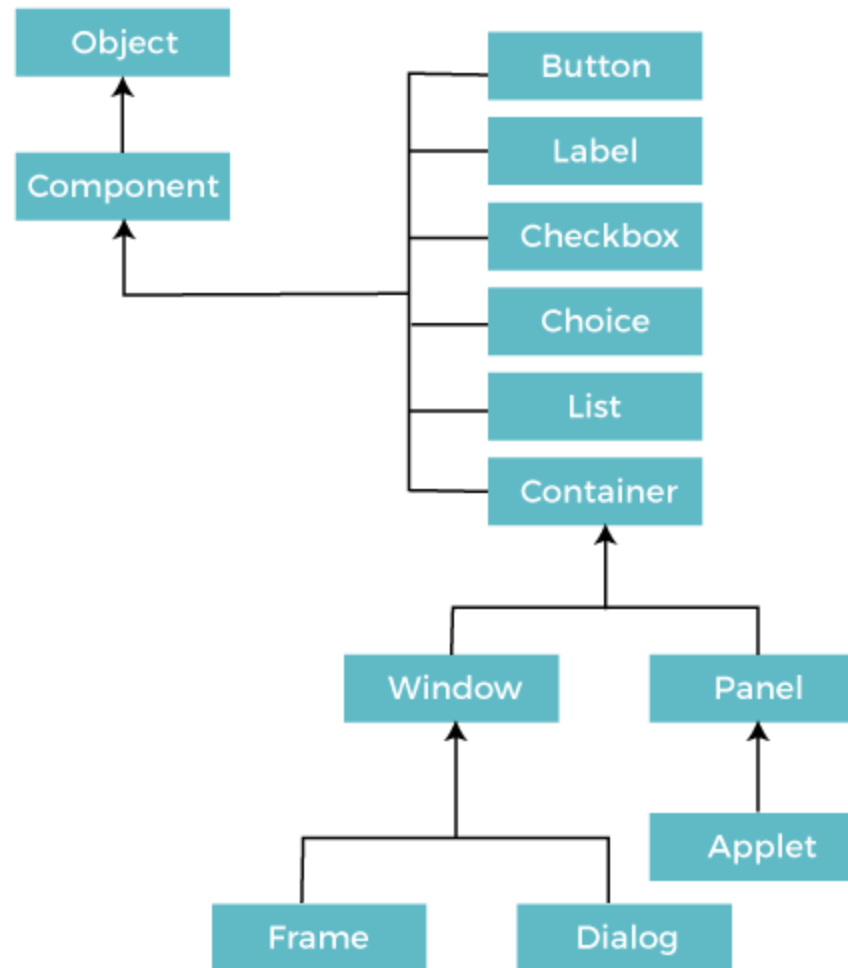 Object
Component
Button
Label
Checkbox
Choice
List
Container
Window
Panel
Applet
Frame
Dialog